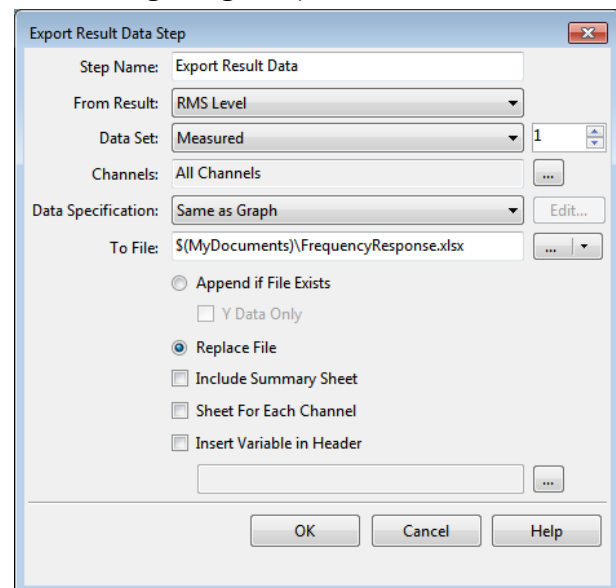 Export Result Data Step
Step Name: Export Result Data
From Result: RMS Level
Data Set: Measured 1
Channels: All Channels ...
Data Specification: Same as Graph Edit...
To File: $(MyDocuments)\FrequencyResponse.xlsx ...
Append if File Exists
Y Data Only
Replace File
Include Summary Sheet
Sheet For Each Channel
Insert Variable in Header
...
OK Cancel Help